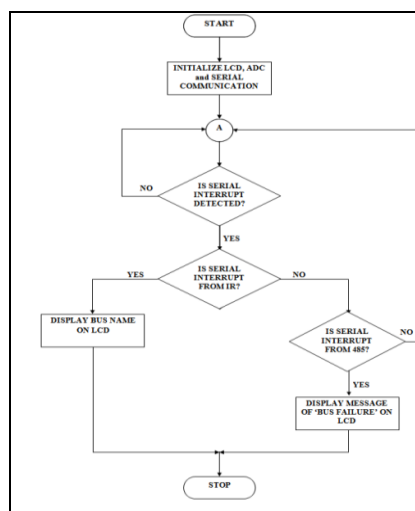 START
INITIALIZE LCD, ADC
and SERIAL
COMMUNICATION
A
IS SERIAL
INTERRUPT
DETECTED?
NO
YES
IS SERIAL
INTERRUPT
FROM IR?
YES
NO
DISPLAY BUS NAME
ON LCD
IS SERIAL
INTERRUPT
FROM 485?
NO
YES
DISPLAY MESSAGE
OF ‘BUS FAILURE’ ON
LCD
STOP